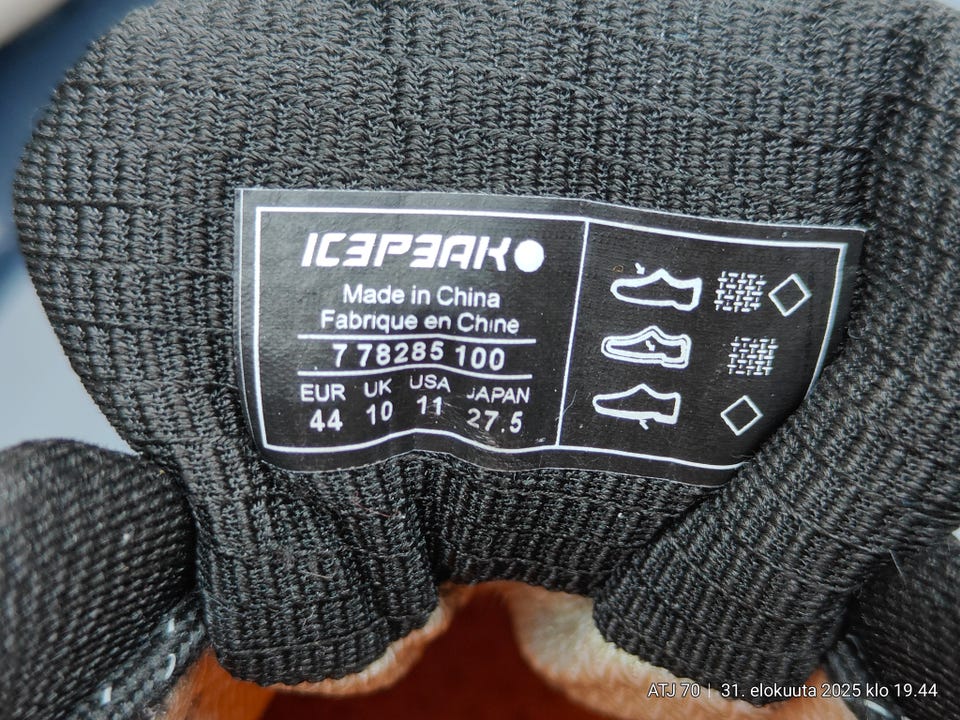 ICEPEAK
Made in China
Fabrique en Chine
7 78285 100
EUR UK USA JAPAN
44 10 11 27.5
ATJ 70 | 31. elokuuta 2025 klo 19.44